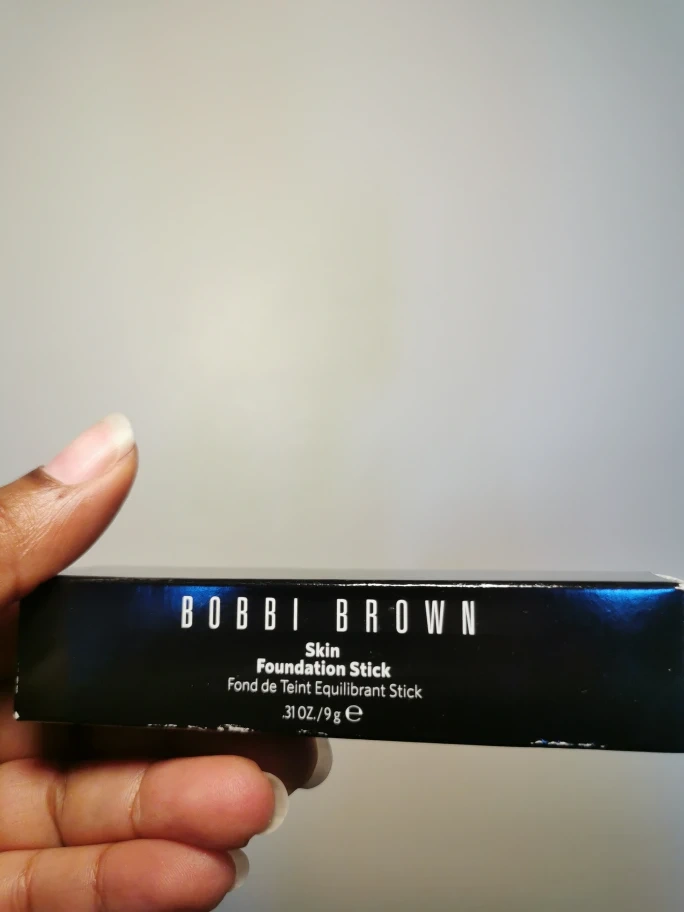 BOBBI BROWN
Skin
Foundation Stick
Fond de Teint Equilibrant Stick
.31 OZ./9 g ℮